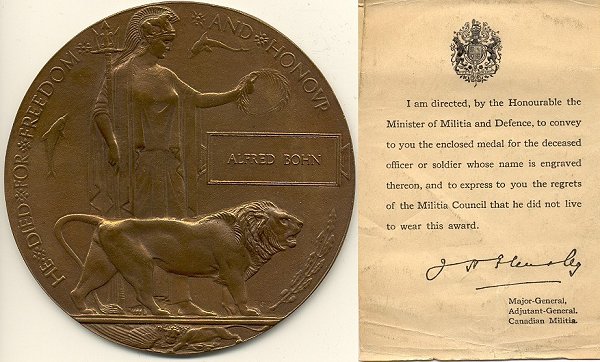 HE DIED FOR FREEDOM AND HONOUR
ALFRED BOHN
I am directed, by the Honourable the
Minister of Militia and Defence, to convey
to you the enclosed medal for the deceased
officer or soldier whose name is engraved
thereon, and to express to you the regrets
of the Militia Council that he did not live
to wear this award.
Major-General,
Adjutant-General.
Canadian Militia.